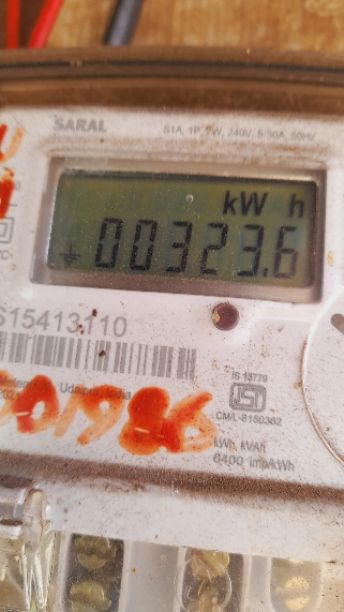 SARAL S1A, 1P, 2W, 240V, 5-30A, 50Hz
kW h
00323.6
S15413110
IS 13779
CM/L-8150362
kWh, kVAh
6400 imp/kWh
01986